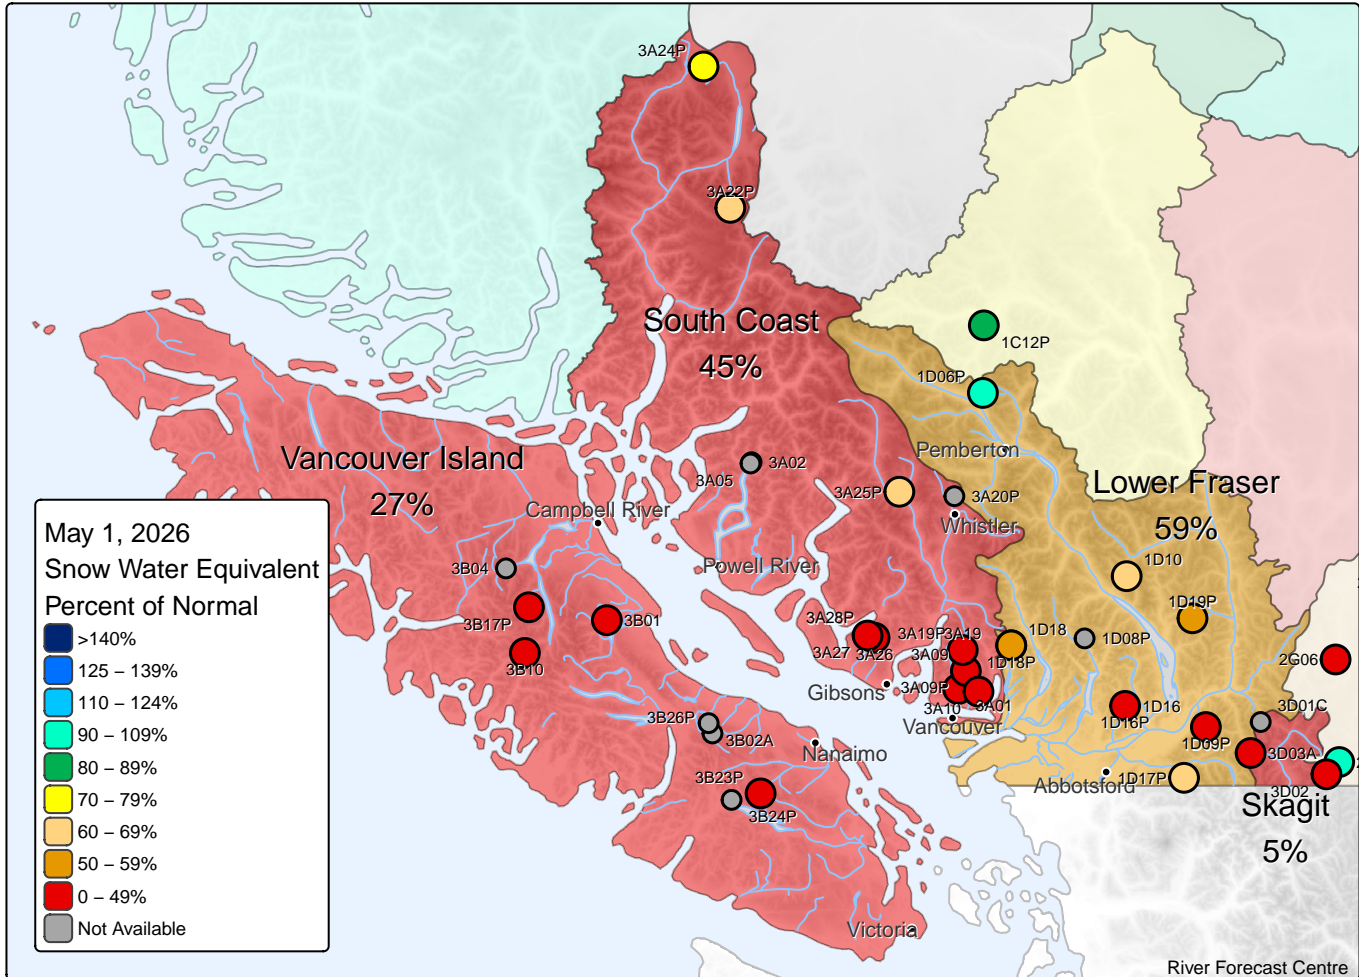 3A24P
3A22P
South Coast
45%
1C12P
1D06P
Pemberton
Vancouver Island
27%
3A02
3A05
3A25P
3A20P
Whistler
Lower Fraser
59%
Campbell River
Powell River
3B04
3B17P
3B01
3B10
1D10
1D19P
3A28P
3A27
3A26
3A19P
3A19
3A09
1D18
1D18P
1D08P
2G06
Gibsons
3A09P
3A10
3A01
Vancouver
1D16
1D16P
1D09P
3D01C
3D03A
3D02
2
3B26P
3B02A
Nanaimo
3B23P
3B24P
Abbotsford
1D17P
Skagit
5%
Victoria
May 1, 2026
Snow Water Equivalent
Percent of Normal
>140%
125 – 139%
110 – 124%
90 – 109%
80 – 89%
70 – 79%
60 – 69%
50 – 59%
0 – 49%
Not Available
River Forecast Centre